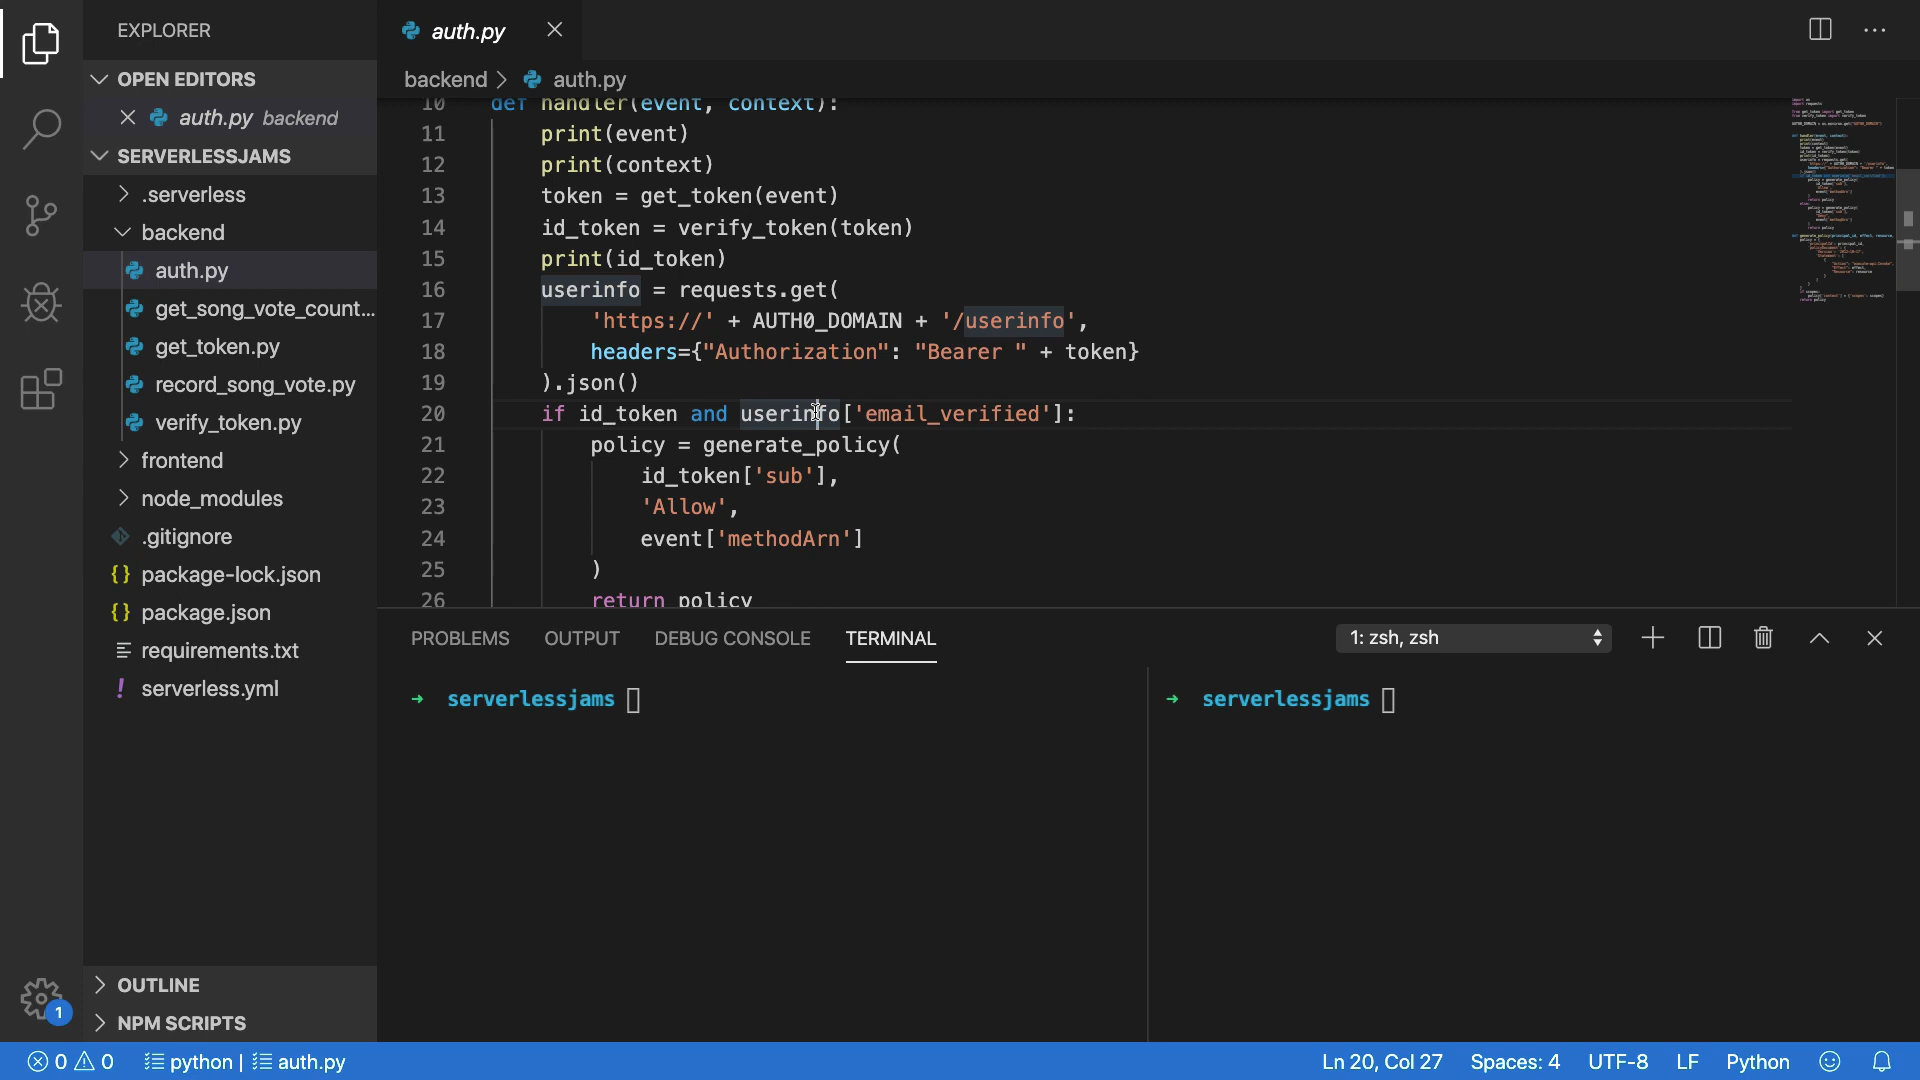 EXPLORER
OPEN EDITORS
auth.py backend
SERVERLESSJAMS
.serverless
backend
auth.py
get_song_vote_count...
get_token.py
record_song_vote.py
verify_token.py
frontend
node_modules
.gitignore
package-lock.json
package.json
requirements.txt
serverless.yml
OUTLINE
NPM SCRIPTS
1
auth.py
backend > auth.py
10 def handler(event, context):
11 print(event)
12 print(context)
13 token = get_token(event)
14 id_token = verify_token(token)
15 print(id_token)
16 userinfo = requests.get(
17 'https://' + AUTH0_DOMAIN + '/userinfo',
18 headers={"Authorization": "Bearer " + token}
19 ).json()
20 if id_token and userinfo['email_verified']:
21 policy = generate_policy(
22 id_token['sub'],
23 'Allow',
24 event['methodArn']
25 )
26 return policy
PROBLEMS OUTPUT DEBUG CONSOLE TERMINAL
1: zsh, zsh
→ serverlessjams
→ serverlessjams
0 0 python | auth.py
Ln 20, Col 27 Spaces: 4 UTF-8 LF Python